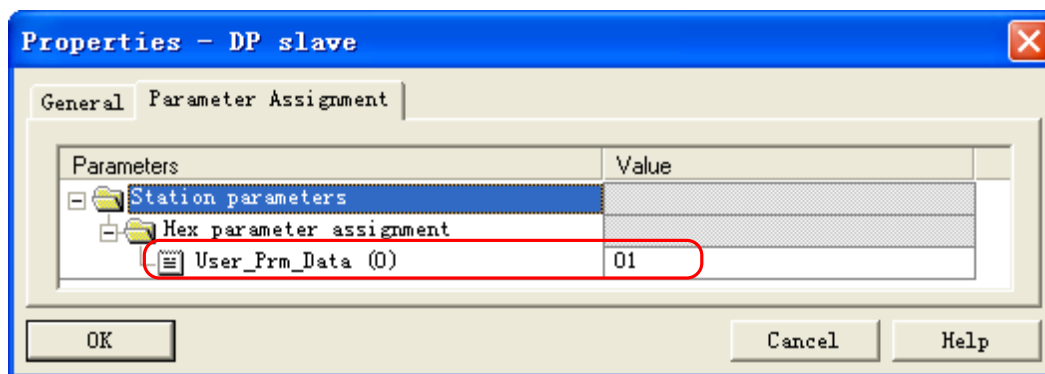 Properties - DP slave
General Parameter Assignment
Parameters Value
Station parameters
Hex parameter assignment
User_Prm_Data (0) 01
OK Cancel Help